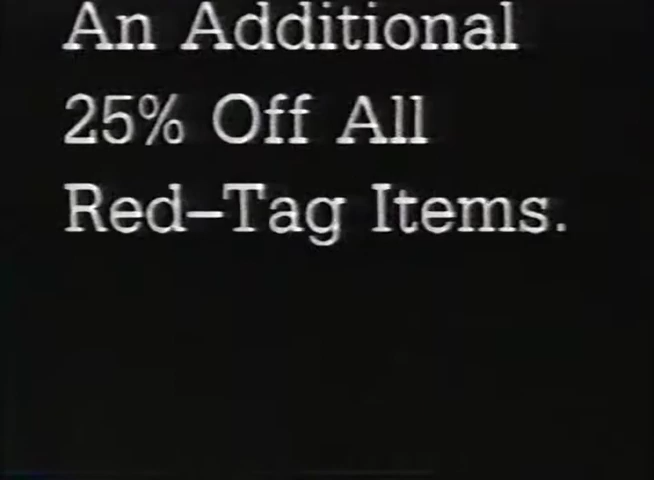 An Additional
25% Off All
Red–Tag Items.